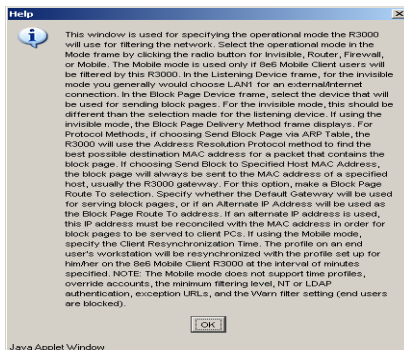 Help
This window is used for specifying the operational mode the R3000
will use for filtering the network. Select the operational mode in the
Mode frame by clicking the radio button for Invisible, Router, Firewall,
or Mobile. The Mobile mode is used only if 8e6 Mobile Client users will
be filtered by this R3000. In the Listening Device frame, for the invisible
mode you generally would choose LAN1 for an external/Internet
connection. In the Block Page Device frame, select the device that will
be used for sending block pages. For the invisible mode, this should be
different than the selection made for the listening device. If using the
invisible mode, the Block Page Delivery Method frame displays. For
Protocol Methods, if choosing Send Block Page via ARP Table, the
R3000 will use the Address Resolution Protocol method to find the
best possible destination MAC address for a packet that contains the
block page. If choosing Send Block to Specified Host MAC Address,
the block page will always be sent to the MAC address of a specified
host, usually the R3000 gateway. For this option, make a Block Page
Route To selection. Specify whether the Default Gateway will be used
for serving block pages, or if an Alternate IP Address will be used as
the Block Page Route To address. If an alternate IP address is used,
this IP address must be reconciled with the MAC address in order for
block pages to be served to client PCs. If using the Mobile mode,
specify the Client Resynchronization Time. The profile on an end
user's workstation will be resynchronized with the profile set up for
him/her on the 8e6 Mobile Client R3000 at the interval of minutes
specified. NOTE: The Mobile mode does not support time profiles,
override accounts, the minimum filtering level, NT or LDAP
authentication, exception URLs, and the Warn filter setting (end users
are blocked).
OK
Java Applet Window